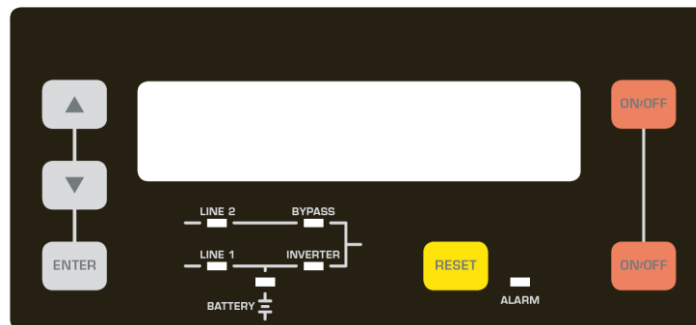 ON/OFF
LINE 2 BYPASS
LINE 1 INVERTER
ENTER RESET ON/OFF
BATTERY ALARM